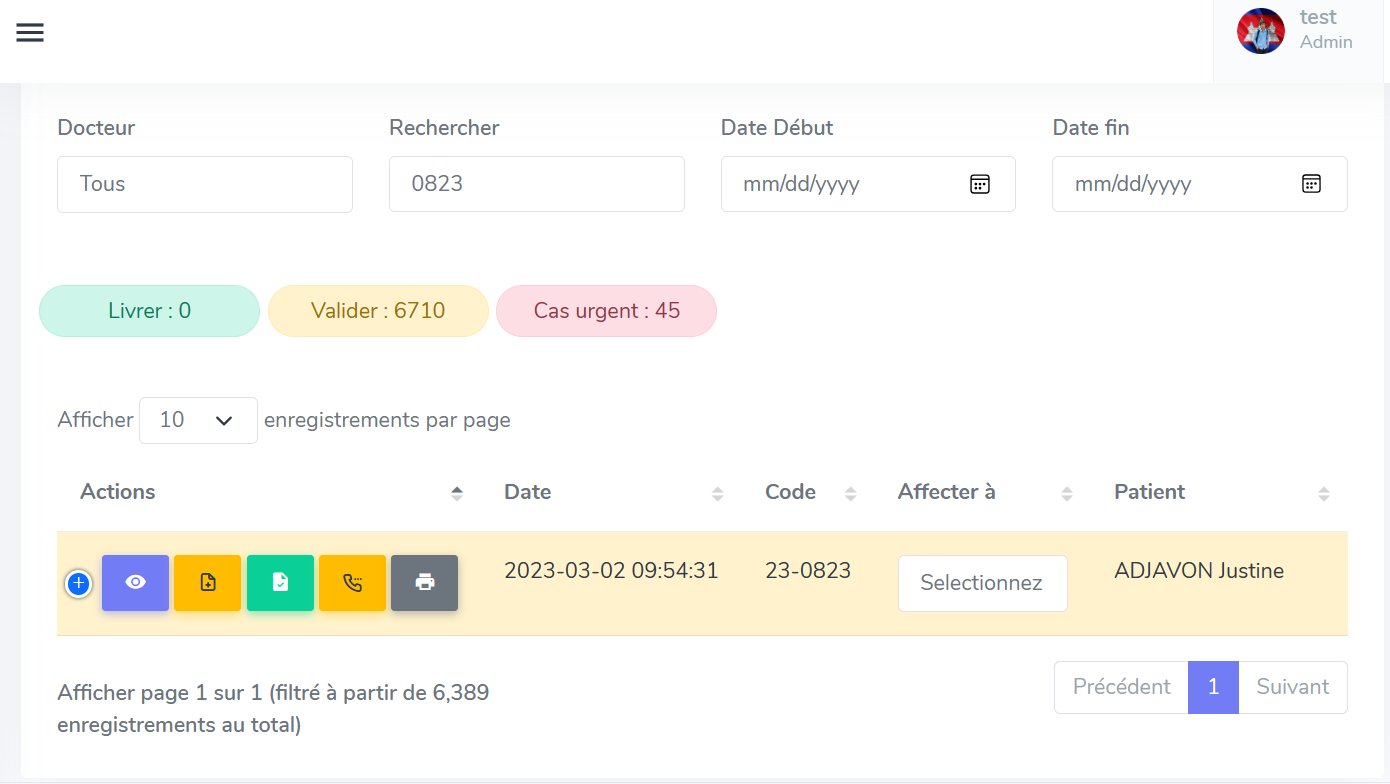 test
Admin
Docteur Rechercher Date Début Date fin
Tous 0823 mm/dd/yyyy mm/dd/yyyy
Livrer : 0 Valider : 6710 Cas urgent : 45
Afficher 10 enregistrements par page
Actions Date Code Affecter à Patient
2023-03-02 09:54:31 23-0823 Selectionnez ADJAVON Justine
Afficher page 1 sur 1 (filtré à partir de 6,389
enregistrements au total)
Précédent 1 Suivant